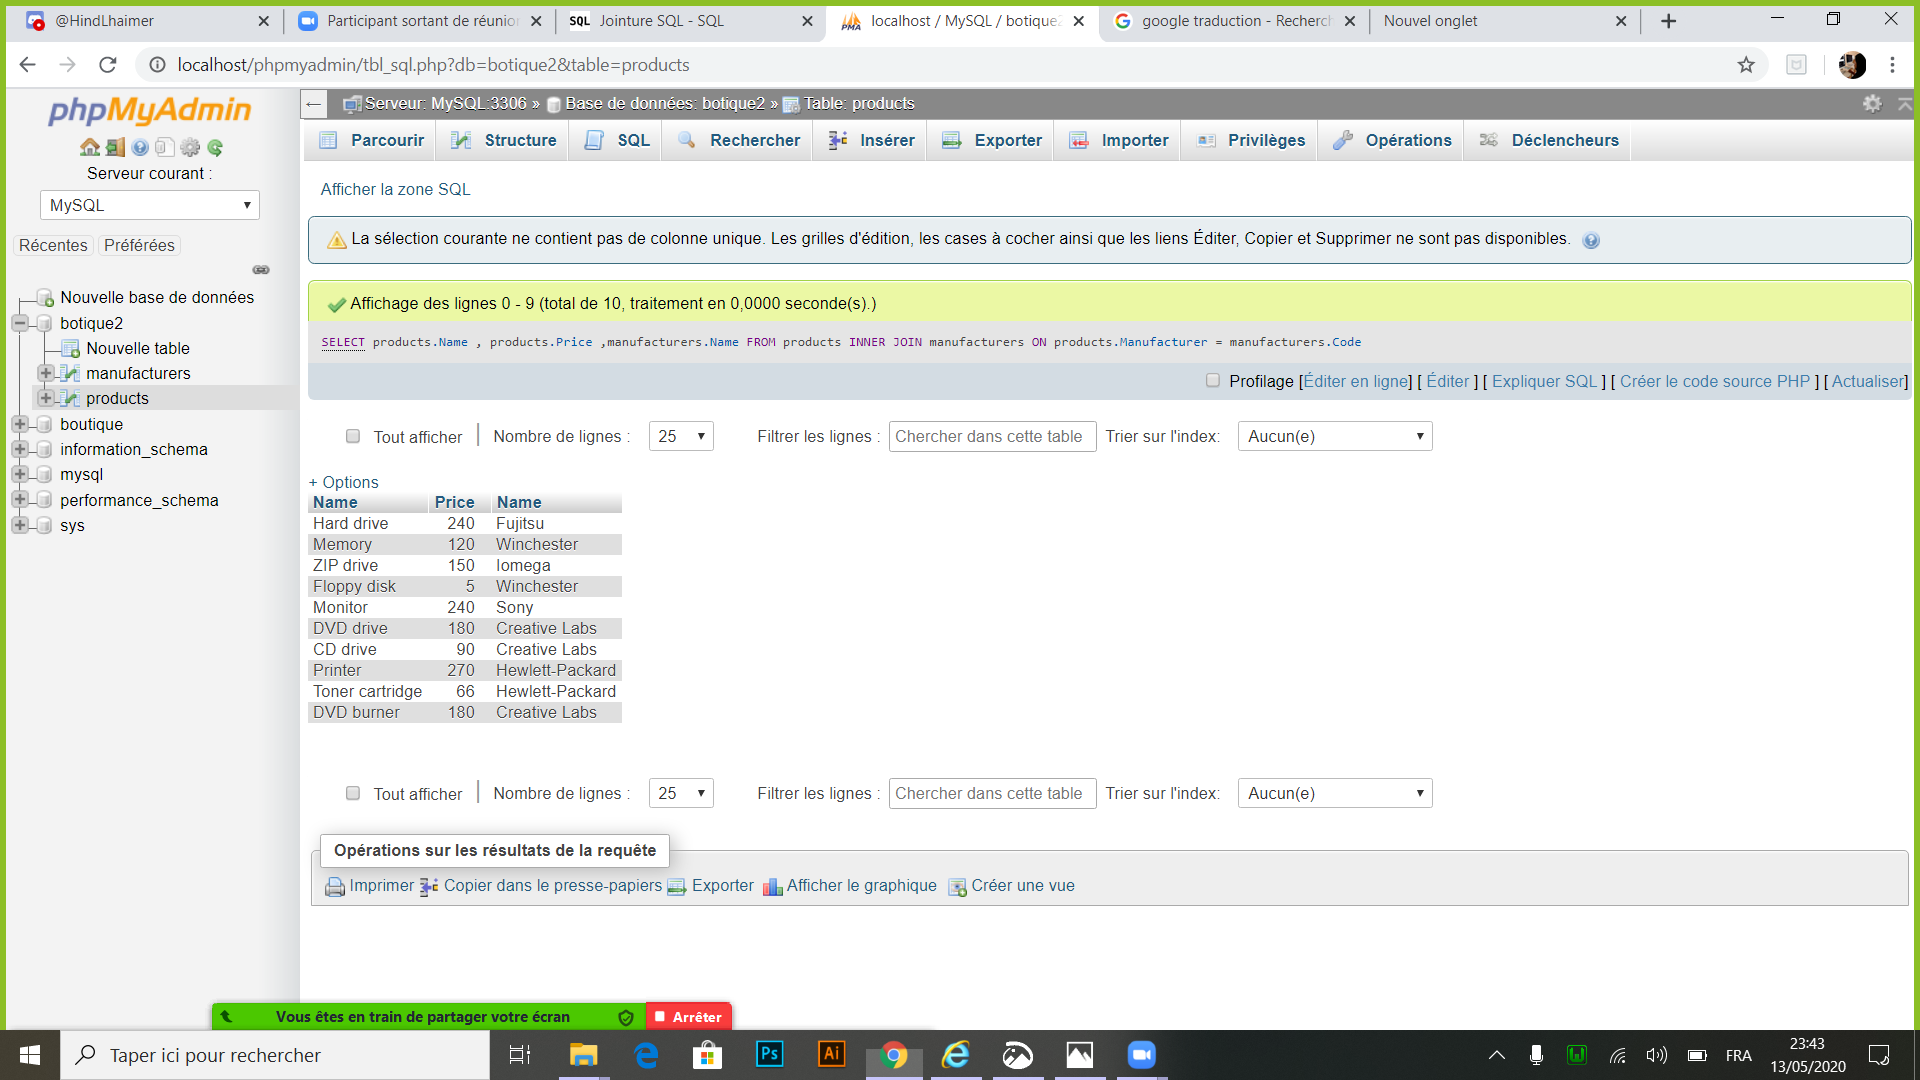 @HindLhaimer
Participant sortant de réunion
SQL Jointure SQL - SQL
localhost / MySQL / botique2
google traduction - Recherch
Nouvel onglet
localhost/phpmyadmin/tbl_sql.php?db=botique2&table=products
phpMyAdmin
Serveur courant :
MySQL
Récentes Préférées
Nouvelle base de données
botique2
Nouvelle table
manufacturers
products
boutique
information_schema
mysql
performance_schema
sys
← Serveur: MySQL:3306 » Base de données: botique2 » Table: products
Parcourir Structure SQL Rechercher Insérer Exporter Importer Privilèges Opérations Déclencheurs
Afficher la zone SQL
La sélection courante ne contient pas de colonne unique. Les grilles d'édition, les cases à cocher ainsi que les liens Éditer, Copier et Supprimer ne sont pas disponibles.
Affichage des lignes 0 - 9 (total de 10, traitement en 0,0000 seconde(s).)
SELECT products.Name , products.Price ,manufacturers.Name FROM products INNER JOIN manufacturers ON products.Manufacturer = manufacturers.Code
Profilage [Éditer en ligne] [ Éditer ] [ Expliquer SQL ] [ Créer le code source PHP ] [ Actualiser]
Tout afficher | Nombre de lignes : 25 Filtrer les lignes : Chercher dans cette table Trier sur l'index: Aucun(e)
+ Options
Name Price Name
Hard drive 240 Fujitsu
Memory 120 Winchester
ZIP drive 150 Iomega
Floppy disk 5 Winchester
Monitor 240 Sony
DVD drive 180 Creative Labs
CD drive 90 Creative Labs
Printer 270 Hewlett-Packard
Toner cartridge 66 Hewlett-Packard
DVD burner 180 Creative Labs
Tout afficher | Nombre de lignes : 25 Filtrer les lignes : Chercher dans cette table Trier sur l'index: Aucun(e)
Opérations sur les résultats de la requête
Imprimer Copier dans le presse-papiers Exporter Afficher le graphique Créer une vue
Vous êtes en train de partager votre écran Arrêter
Taper ici pour rechercher
Ps
Ai
FRA
23:43
13/05/2020